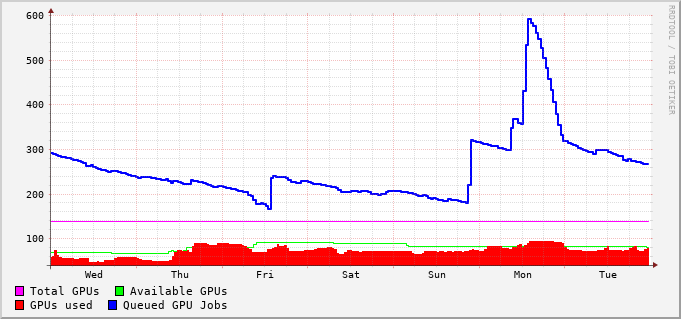 600
500
400
300
200
100
Wed Thu Fri Sat Sun Mon Tue
Total GPUs Available GPUs
GPUs used Queued GPU Jobs
RRDTOOL / TOBI OETIKER